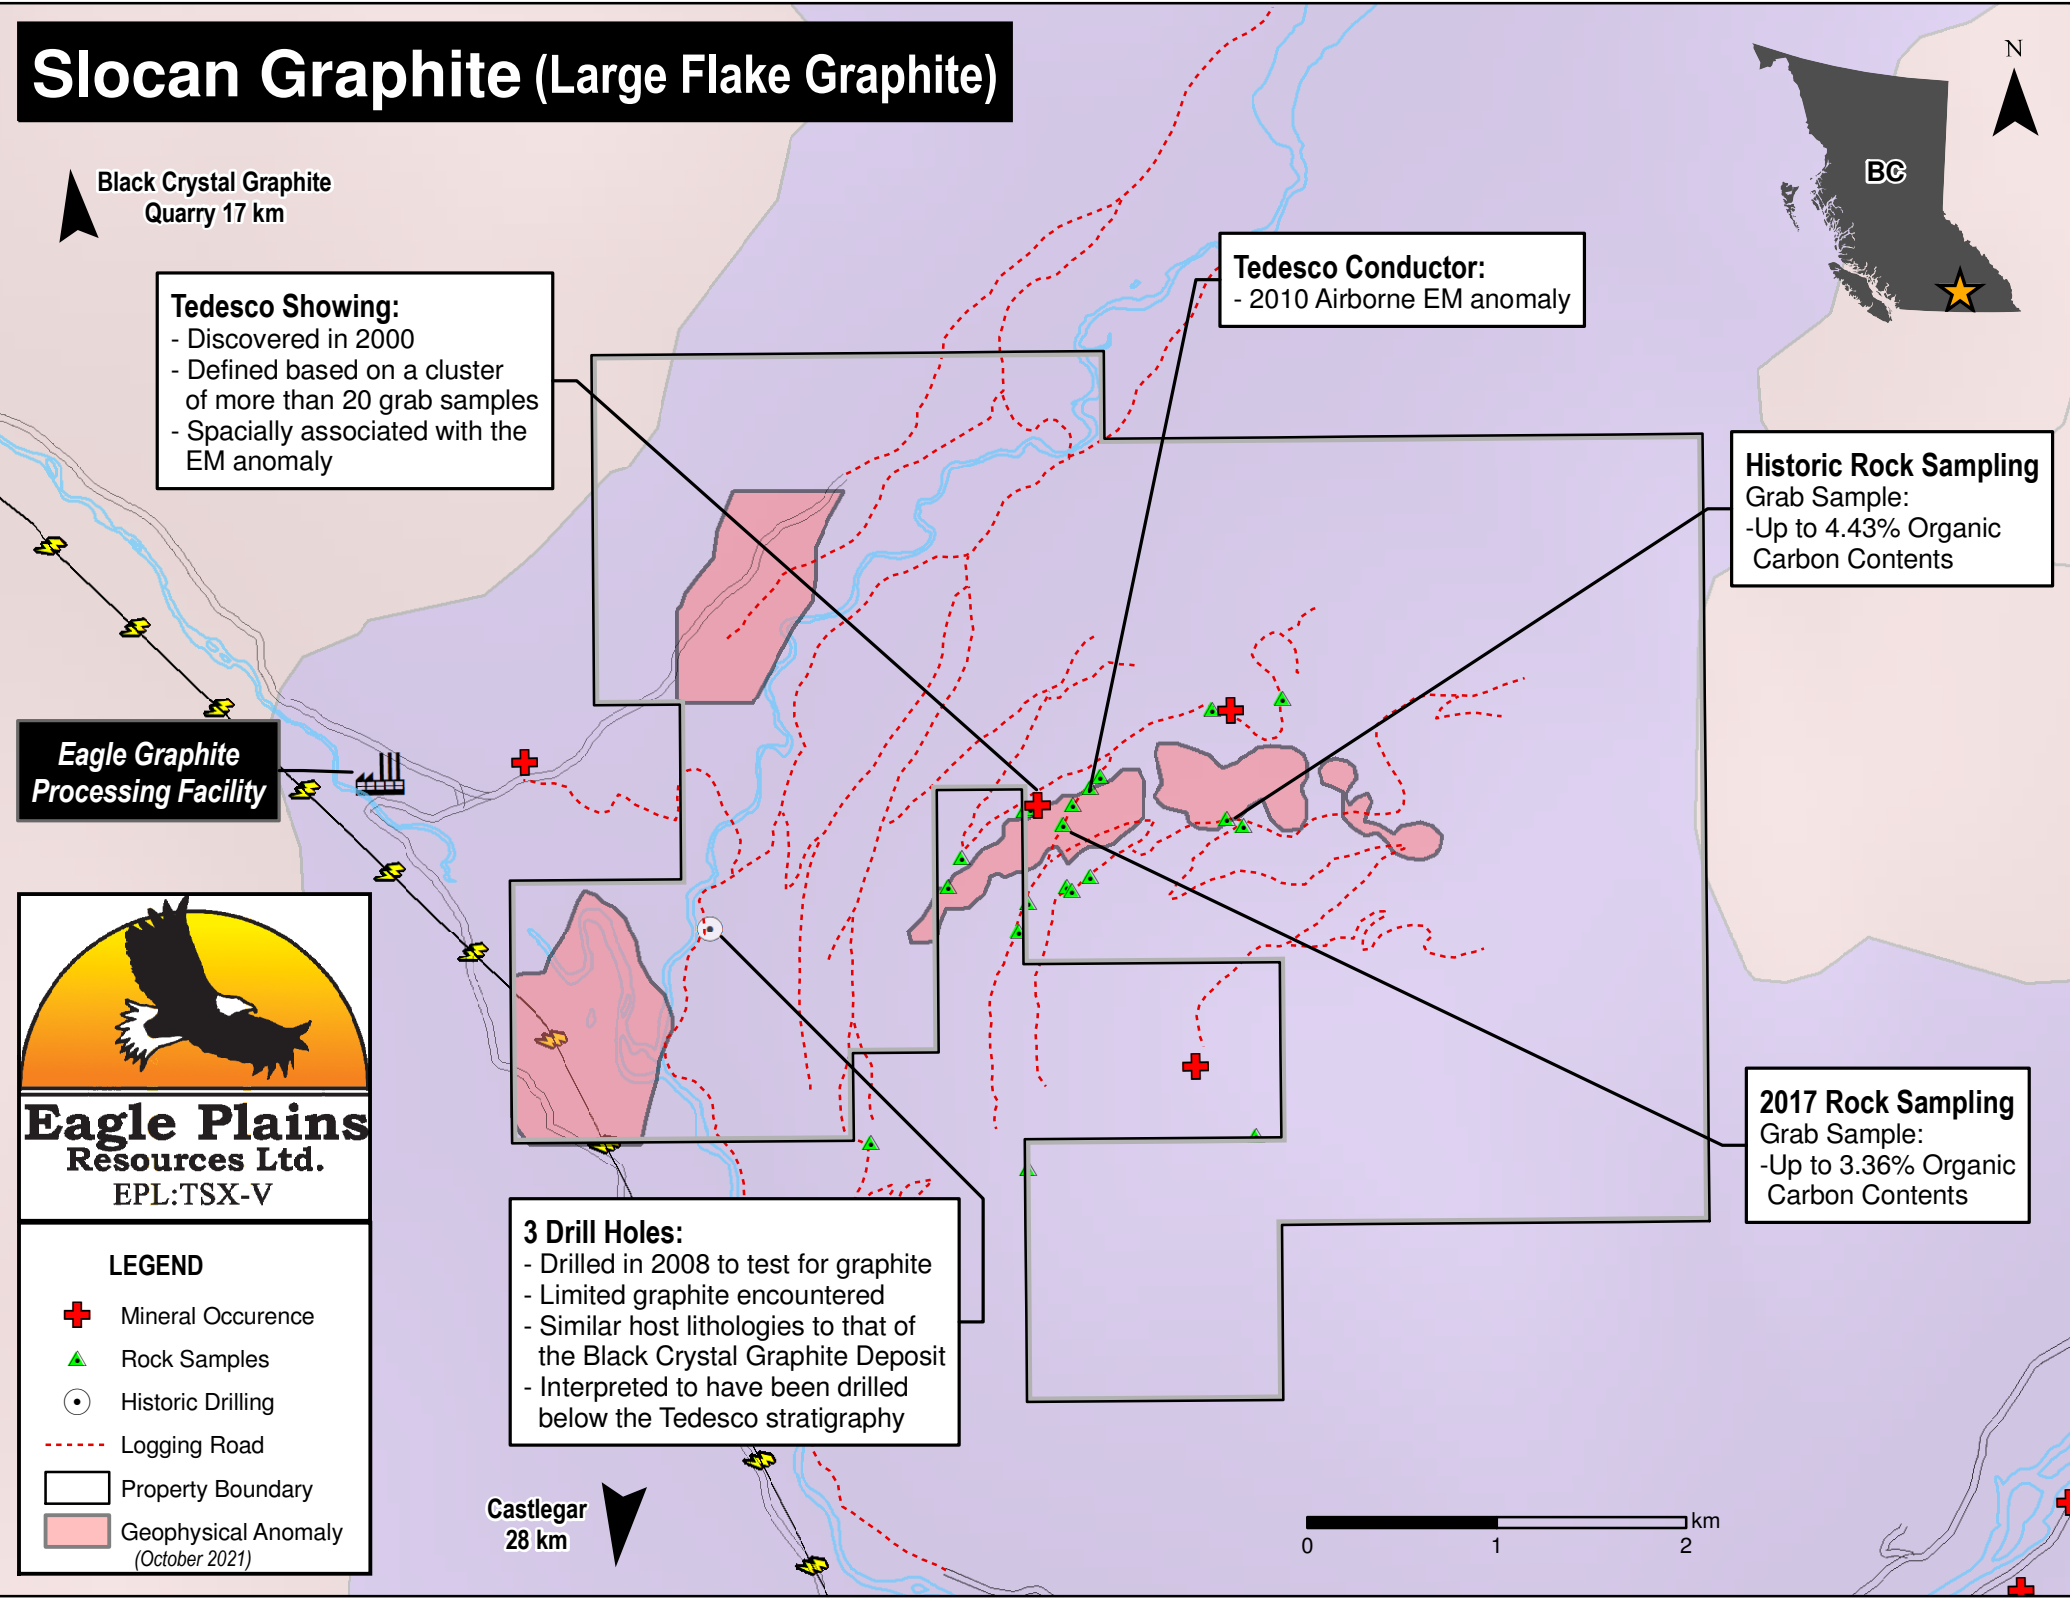 Slocan Graphite (Large Flake Graphite)
N
BC
Black Crystal Graphite
Quarry 17 km
Tedesco Conductor:
- 2010 Airborne EM anomaly
Tedesco Showing:
- Discovered in 2000
- Defined based on a cluster
of more than 20 grab samples
- Spacially associated with the
EM anomaly
Historic Rock Sampling
Grab Sample:
-Up to 4.43% Organic
Carbon Contents
Eagle Graphite
Processing Facility
Eagle Plains
Resources Ltd.
EPL:TSX-V
2017 Rock Sampling
Grab Sample:
-Up to 3.36% Organic
Carbon Contents
3 Drill Holes:
- Drilled in 2008 to test for graphite
- Limited graphite encountered
- Similar host lithologies to that of
the Black Crystal Graphite Deposit
- Interpreted to have been drilled
below the Tedesco stratigraphy
LEGEND
Mineral Occurence
Rock Samples
Historic Drilling
Logging Road
Property Boundary
Geophysical Anomaly
(October 2021)
Castlegar
28 km
km
0 1 2